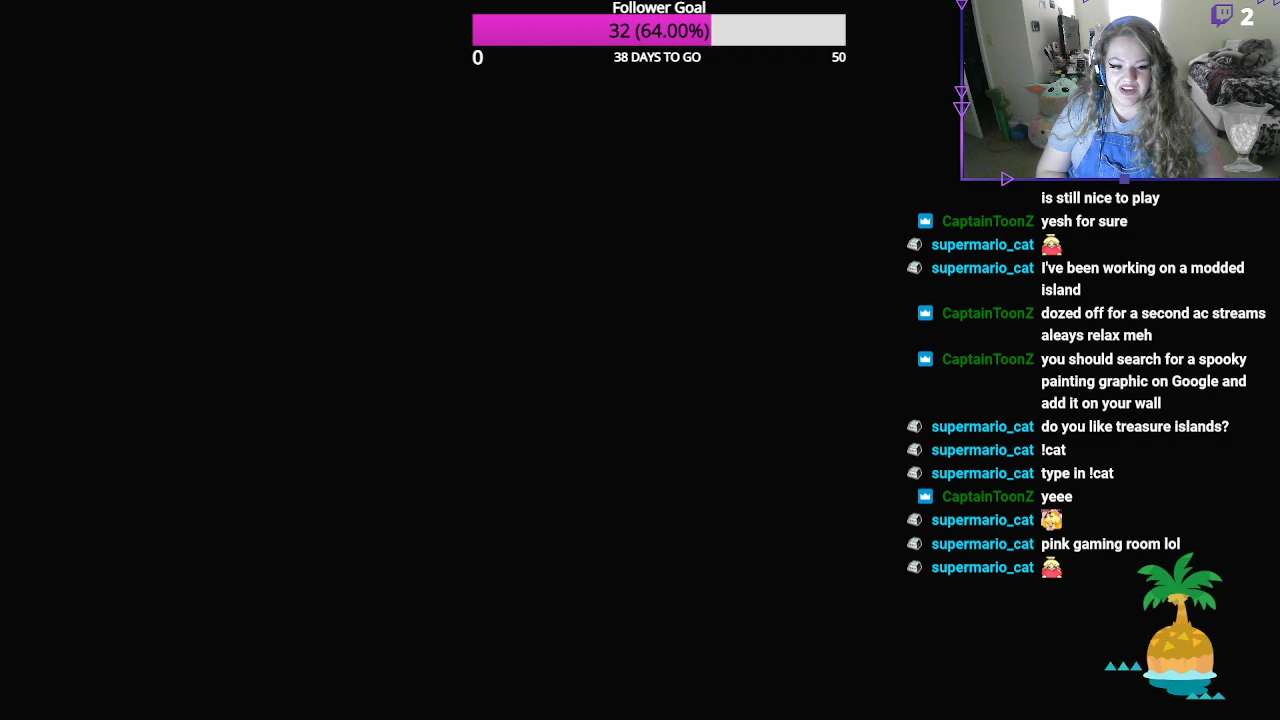 Follower Goal
32 (64.00%)
0 38 DAYS TO GO 50
2
is still nice to play
CaptainToonZ yesh for sure
supermario_cat
supermario_cat I've been working on a modded
island
CaptainToonZ dozed off for a second ac streams
aleays relax meh
CaptainToonZ you should search for a spooky
painting graphic on Google and
add it on your wall
supermario_cat do you like treasure islands?
supermario_cat !cat
supermario_cat type in !cat
CaptainToonZ yeee
supermario_cat
supermario_cat pink gaming room lol
supermario_cat